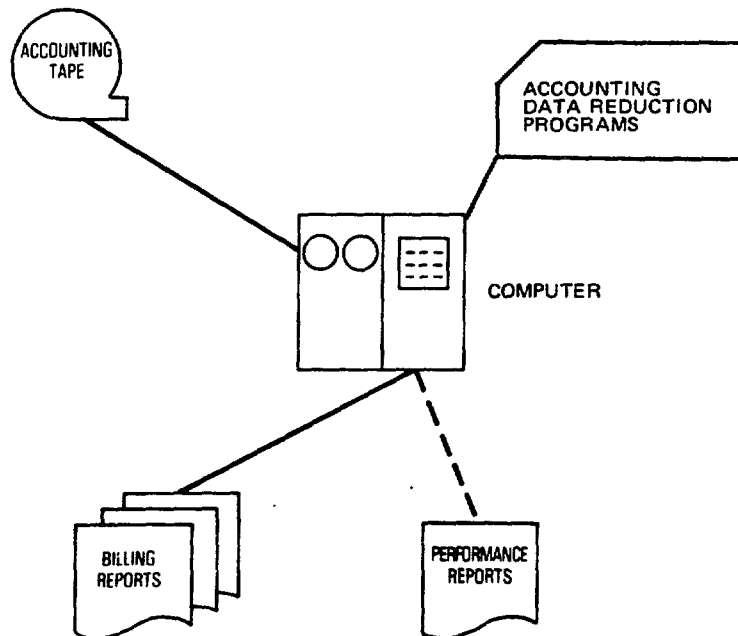 ACCOUNTING
TAPE
ACCOUNTING
DATA REDUCTION
PROGRAMS
COMPUTER
BILLING
REPORTS
PERFORMANCE
REPORTS